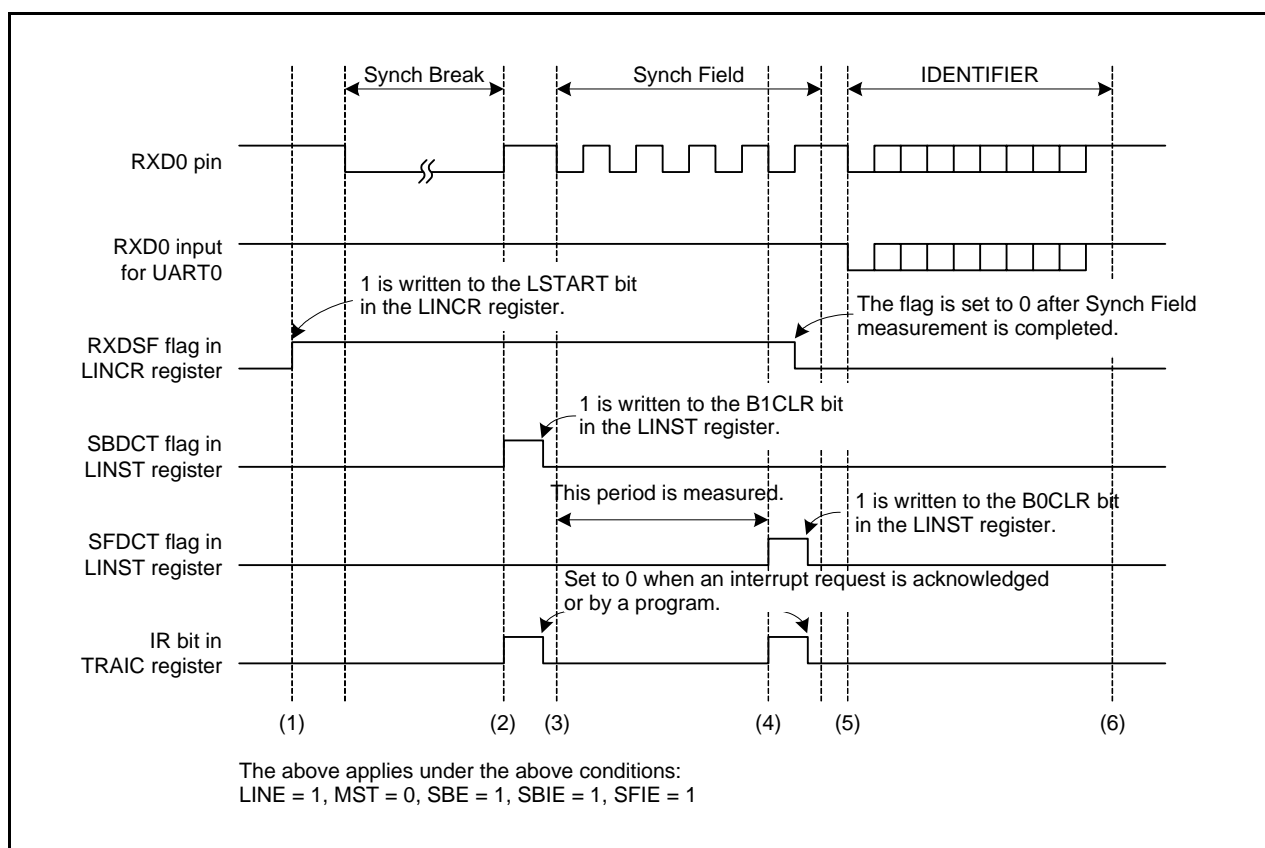 Synch Break
Synch Field
IDENTIFIER
RXD0 pin
RXD0 input
for UART0
1 is written to the LSTART bit
in the LINCR register.
The flag is set to 0 after Synch Field
measurement is completed.
RXDSF flag in
LINCR register
1 is written to the B1CLR bit
in the LINST register.
SBDCT flag in
LINST register
This period is measured.
1 is written to the B0CLR bit
in the LINST register.
SFDCT flag in
LINST register
Set to 0 when an interrupt request is acknowledged
or by a program.
IR bit in
TRAIC register
(1)
(2)
(3)
(4)
(5)
(6)
The above applies under the above conditions:
LINE = 1, MST = 0, SBE = 1, SBIE = 1, SFIE = 1